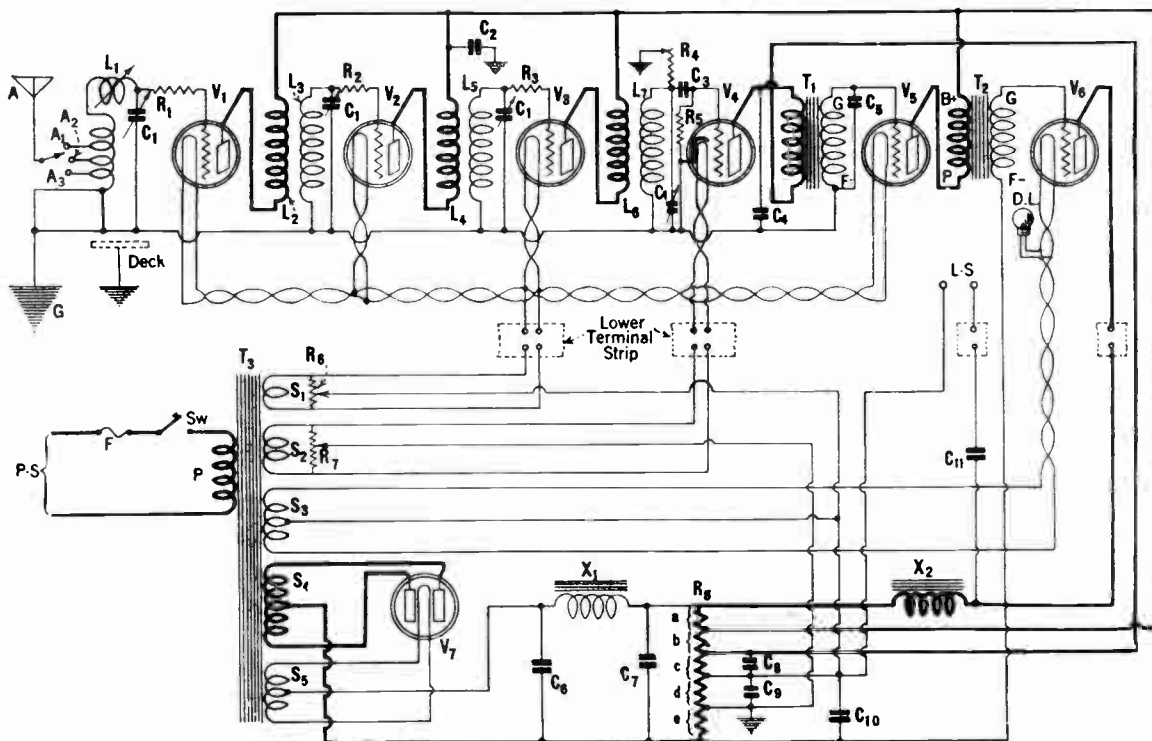 L₁
C₂
R₄
A
L₃
R₂
L₅
R₃
L₇
C₃
T₁
T₂
R₁
V₁
V₂
V₃
V₄
V₅
V₆
A₂
A₁
A₃
C₁
C₁
C₁
R₅
G
C₅
B+
G
C₁
F-
P
F-
L₂
L₄
L₆
C₄
D.L.
Deck
G
L·S
Lower
Terminal
Strip
T₃
R₆
S₁
Sw
F
P
S₂
R₇
C₁₁
P·S
S₃
S₄
X₁
R₈
X₂
a
b
V₇
c
C₈
S₅
C₆
C₇
d
C₉
e
C₁₀